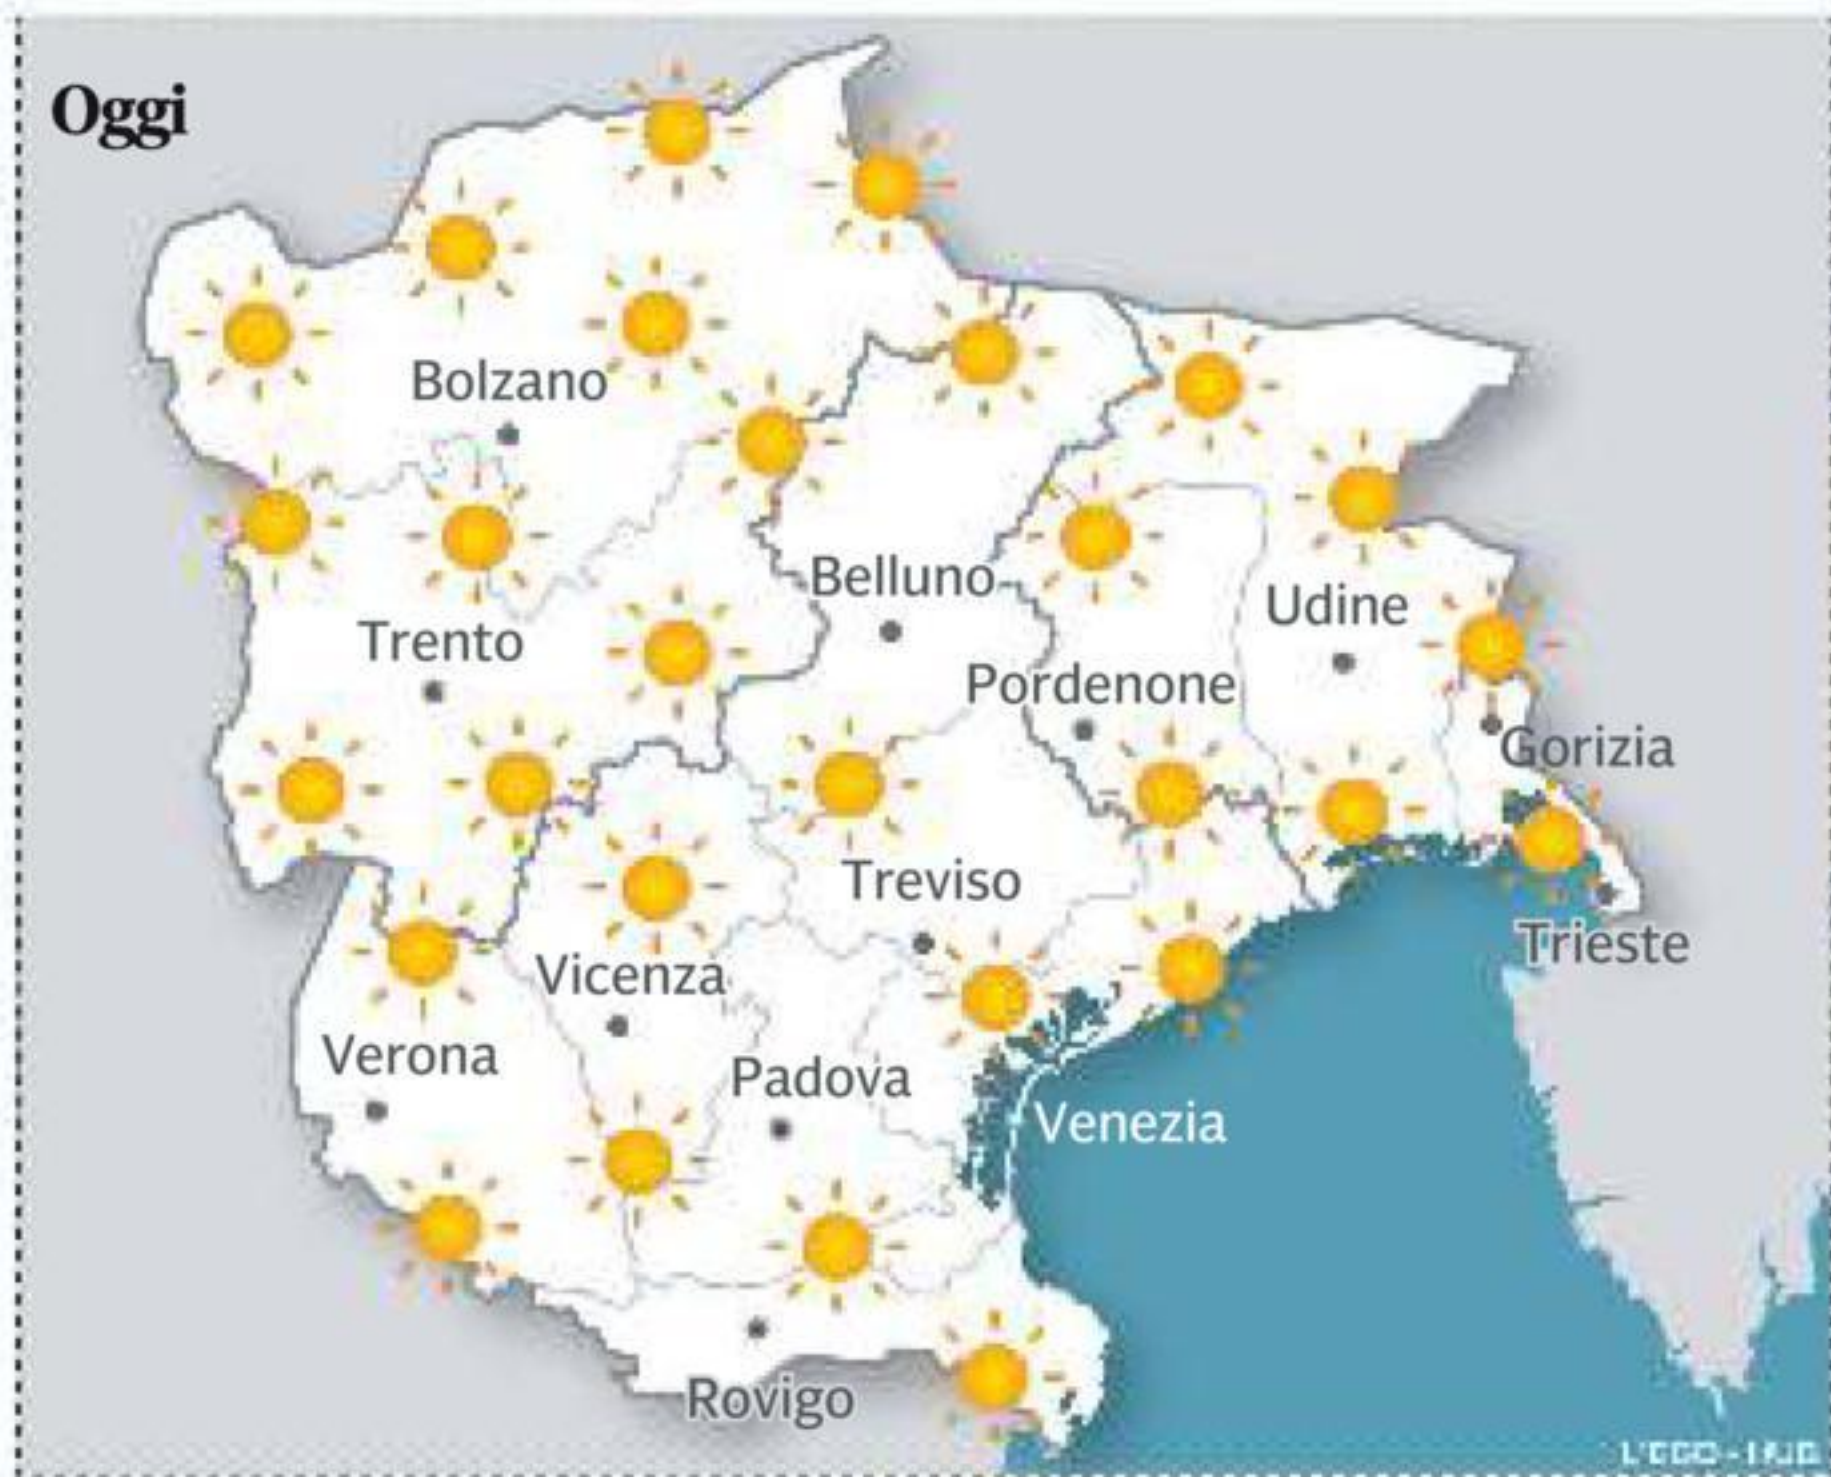 Oggi
Bolzano
Belluno
Udine
Trento
Pordenone
Gorizia
Treviso
Trieste
Vicenza
Verona
Padova
Venezia
Rovigo